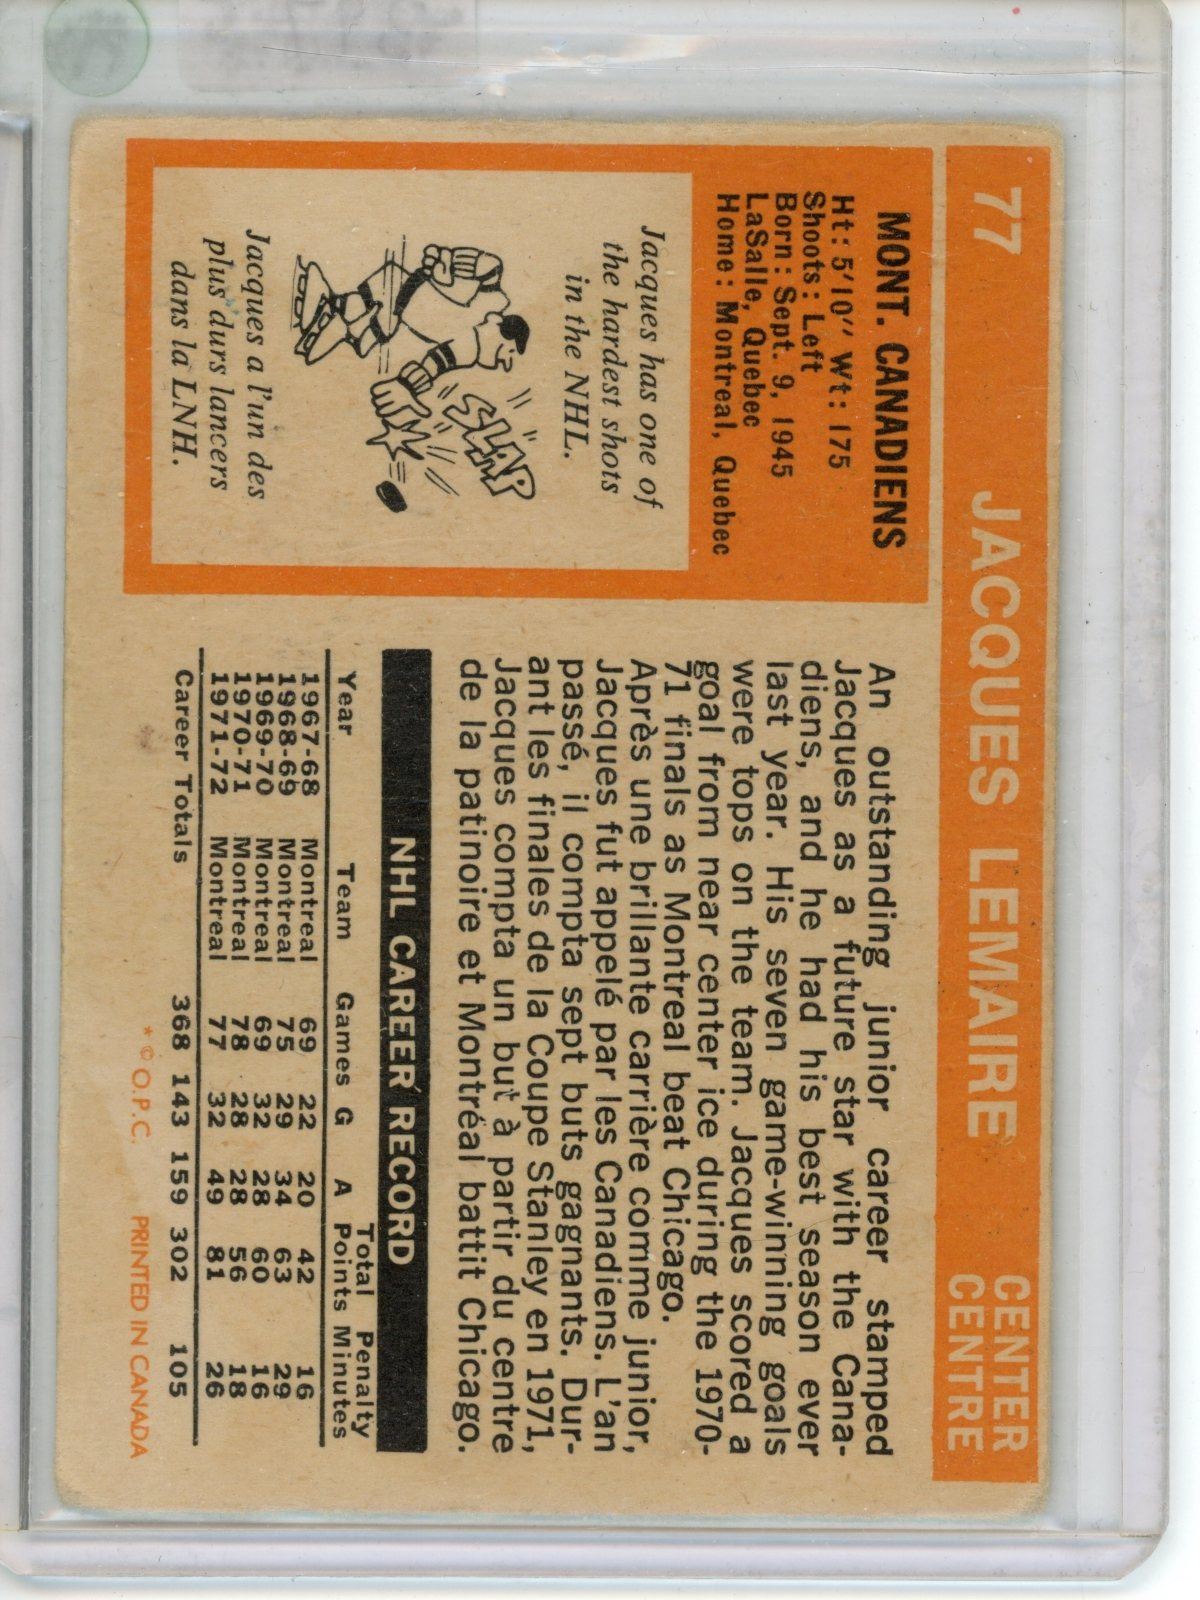 77 JACQUES LEMAIRE CENTER
CENTRE
MONT. CANADIENS
Ht: 5'10" Wt: 175
Shoots: Left
Born: Sept. 9, 1945
LaSalle, Quebec
Home: Montreal, Quebec
Jacques has one of
the hardest shots
in the NHL.
SLAP
Jacques a l'un des
plus durs lancers
dans la LNH.
An outstanding junior career stamped
Jacques as a future star with the Cana-
diens, and he had his best season ever
last year. His seven game-winning goals
were tops on the team. Jacques scored a
goal from near center ice during the 1970-
71 finals as Montreal beat Chicago.
Après une brillante carrière comme junior,
Jacques fut appelé par les Canadiens. L'an
passé, il compta sept buts gagnants. Dur-
ant les finales de la Coupe Stanley en 1971,
Jacques compta un but à partir du centre
de la patinoire et Montréal battit Chicago.
NHL CAREER RECORD
Total Penalty
Year Team Games G A Points Minutes
1967-68 Montreal 69 22 20 42 16
1968-69 Montreal 75 29 34 63 29
1969-70 Montreal 69 32 28 60 16
1970-71 Montreal 78 28 28 56 18
1971-72 Montreal 77 32 49 81 26
Career Totals 368 143 159 302 105
* © O.P.C. PRINTED IN CANADA